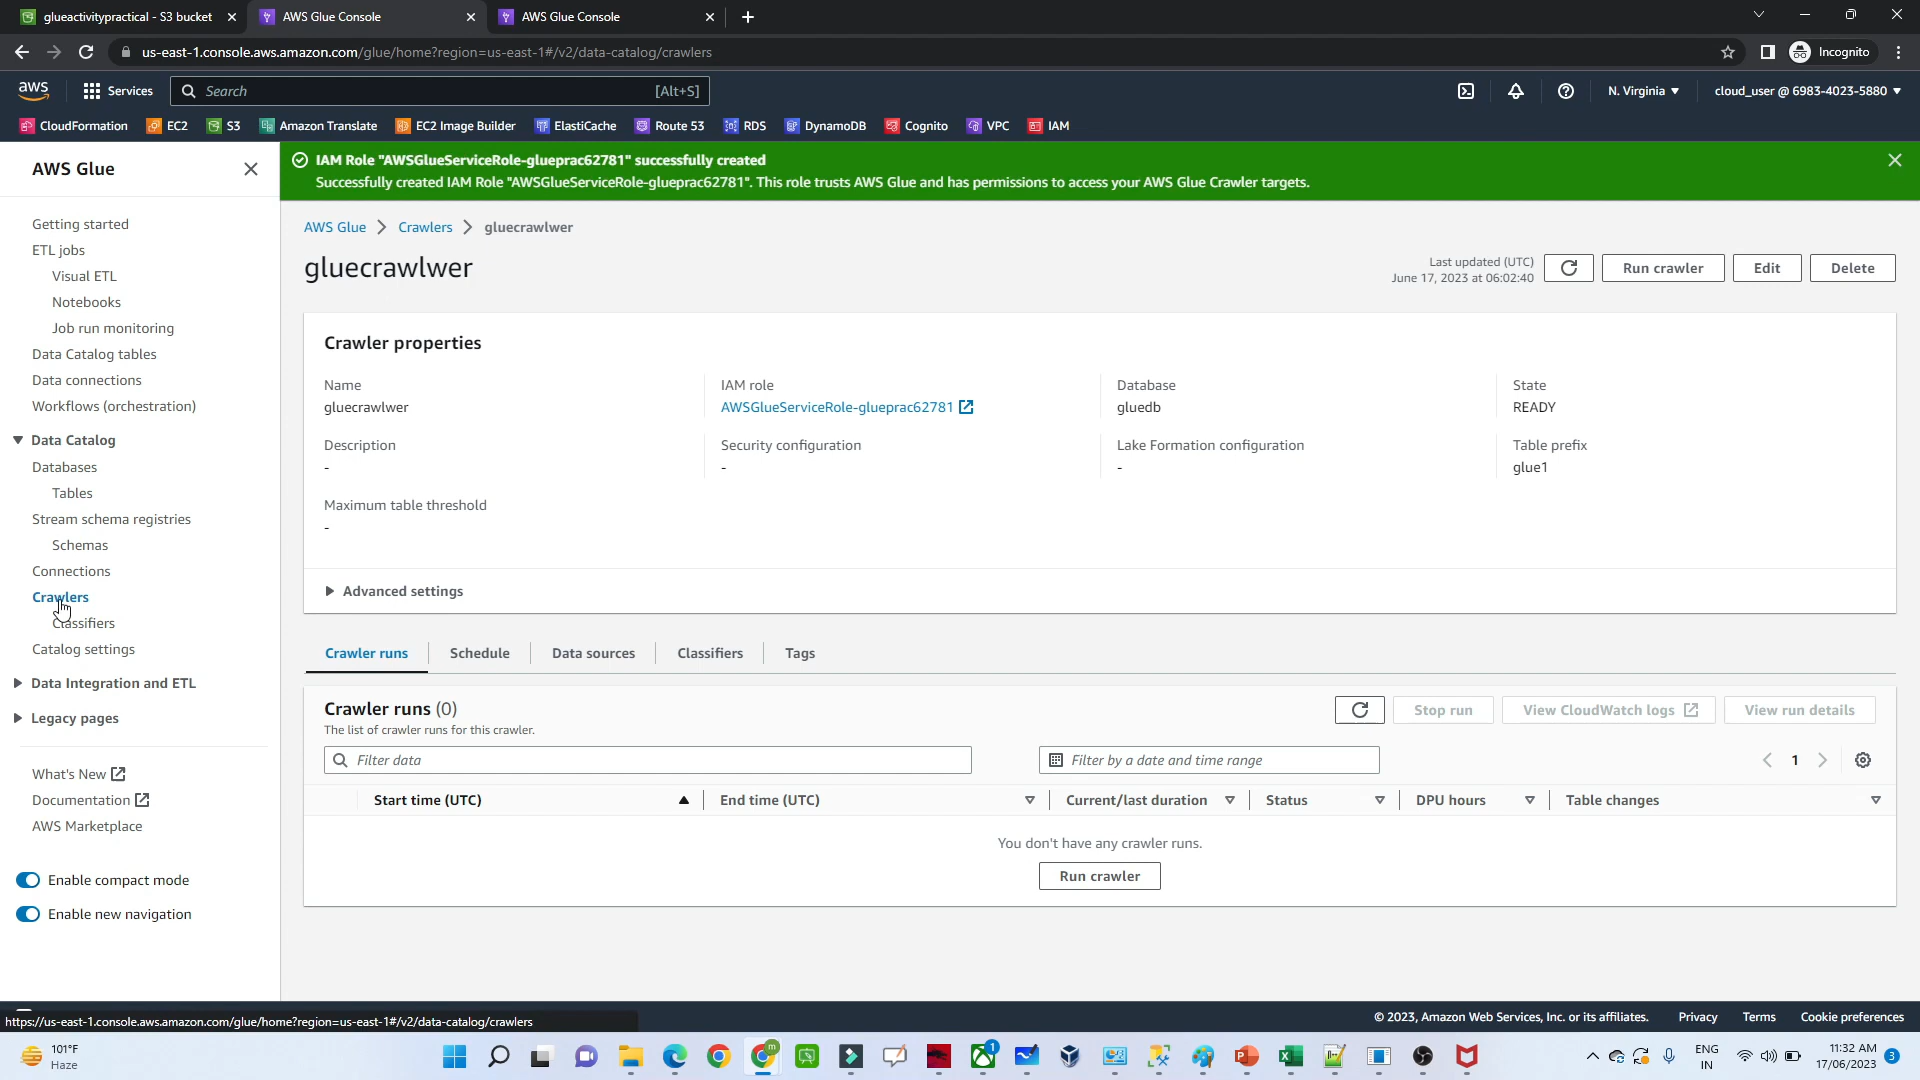 glueactivitypractical - S3 bucket
AWS Glue Console
AWS Glue Console
us-east-1.console.aws.amazon.com/glue/home?region=us-east-1#/v2/data-catalog/crawlers
Incognito
aws
Services
Search
[Alt+S]
N. Virginia
cloud_user @ 6983-4023-5880
CloudFormation
EC2
S3
Amazon Translate
EC2 Image Builder
ElastiCache
Route 53
RDS
DynamoDB
Cognito
VPC
IAM
AWS Glue
Getting started
ETL jobs
Visual ETL
Notebooks
Job run monitoring
Data Catalog tables
Data connections
Workflows (orchestration)
Data Catalog
Databases
Tables
Stream schema registries
Schemas
Connections
Crawlers
Classifiers
Catalog settings
Data Integration and ETL
Legacy pages
What's New
Documentation
AWS Marketplace
Enable compact mode
Enable new navigation
IAM Role "AWSGlueServiceRole-glueprac62781" successfully created
Successfully created IAM Role "AWSGlueServiceRole-glueprac62781". This role trusts AWS Glue and has permissions to access your AWS Glue Crawler targets.
AWS Glue
Crawlers
gluecrawlwer
gluecrawlwer
Last updated (UTC)
June 17, 2023 at 06:02:40
Run crawler
Edit
Delete
Crawler properties
Name
gluecrawlwer
IAM role
AWSGlueServiceRole-glueprac62781
Database
gluedb
State
READY
Description
-
Security configuration
-
Lake Formation configuration
-
Table prefix
glue1
Maximum table threshold
-
Advanced settings
Crawler runs
Schedule
Data sources
Classifiers
Tags
Crawler runs (0)
The list of crawler runs for this crawler.
Stop run
View CloudWatch logs
View run details
Filter data
Filter by a date and time range
1
Start time (UTC)
End time (UTC)
Current/last duration
Status
DPU hours
Table changes
You don't have any crawler runs.
Run crawler
https://us-east-1.console.aws.amazon.com/glue/home?region=us-east-1#/v2/data-catalog/crawlers
© 2023, Amazon Web Services, Inc. or its affiliates.
Privacy
Terms
Cookie preferences
101°F
Haze
m
1
ENG
IN
11:32 AM
17/06/2023
3